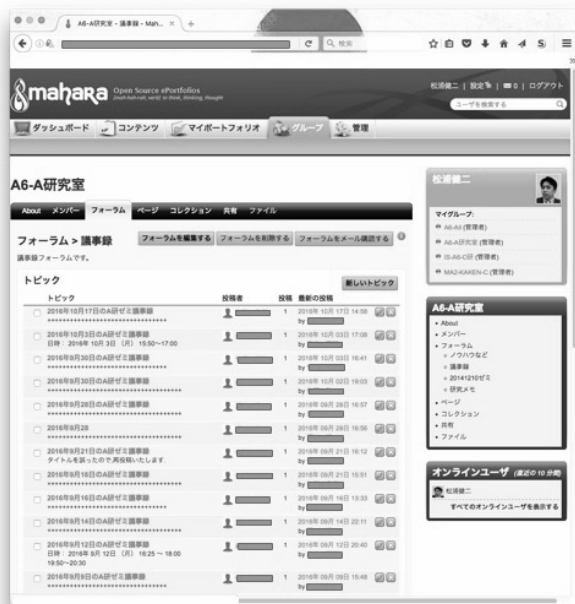 A6-A研究室 - 議事録 - Mah...
検索
mahara Open Source ePortfolios
松浦健二 | 設定 | 0 | ログアウト
ユーザを検索する
ダッシュボード コンテンツ マイポートフォリオ グループ 管理
A6-A研究室
About メンバー フォーラム ページ コレクション 共有 ファイル
フォーラム > 議事録
フォーラムを編集する フォーラムを削除する フォーラムをメール購読する
議事録フォーラムです。
トピック
新しいトピック
トピック 投稿者 投稿 最新の投稿
2016年10月17日のA研ゼミ議事録 1 2016年 10月 17日 14:58
by
2016年10月3日のA研ゼミ議事録 1 2016年 10月 03日 17:08
日時： 2016年 10月 3日 （月） 15:50〜17:00 by
2016年9月30日のA研ゼミ議事録 1 2016年 10月 03日 16:41
by
2016年9月30日のA研ゼミ議事録 1 2016年 10月 02日 19:03
by
2016年9月28日のA研ゼミ議事録 1 2016年 09月 28日 16:57
by
2016年9月28 1 2016年 09月 28日 16:56
by
2016年9月21日のA研ゼミ議事録 1 2016年 09月 21日 16:12
タイトルを誤ったので,再投稿いたします. by
2016年9月18日のA研ゼミ議事録 1 2016年 09月 21日 15:51
by
2016年9月16日のA研ゼミ議事録 1 2016年 09月 16日 13:33
by
2016年9月14日のA研ゼミ議事録 1 2016年 09月 14日 22:11
by
2016年9月12日のA研ゼミ議事録 1 2016年 09月 12日 20:40
日時： 2016年 9月 12日 （月） 16:25 〜 18:00 by
19:50〜20:30
2016年9月9日のA研ゼミ議事録 1 2016年 09月 09日 15:48
by
松浦健二
マイグループ:
A6-All (管理者)
A6-A研究室 (管理者)
IS-A6-C研 (管理者)
MA2-KAKEN-C (管理者)
A6-A研究室
About
メンバー
フォーラム
ノウハウなど
議事録
20141210ゼミ
研究メモ
ページ
コレクション
共有
ファイル
オンラインユーザ (直近の 10 分間)
松浦健二
すべてのオンラインユーザを表示する